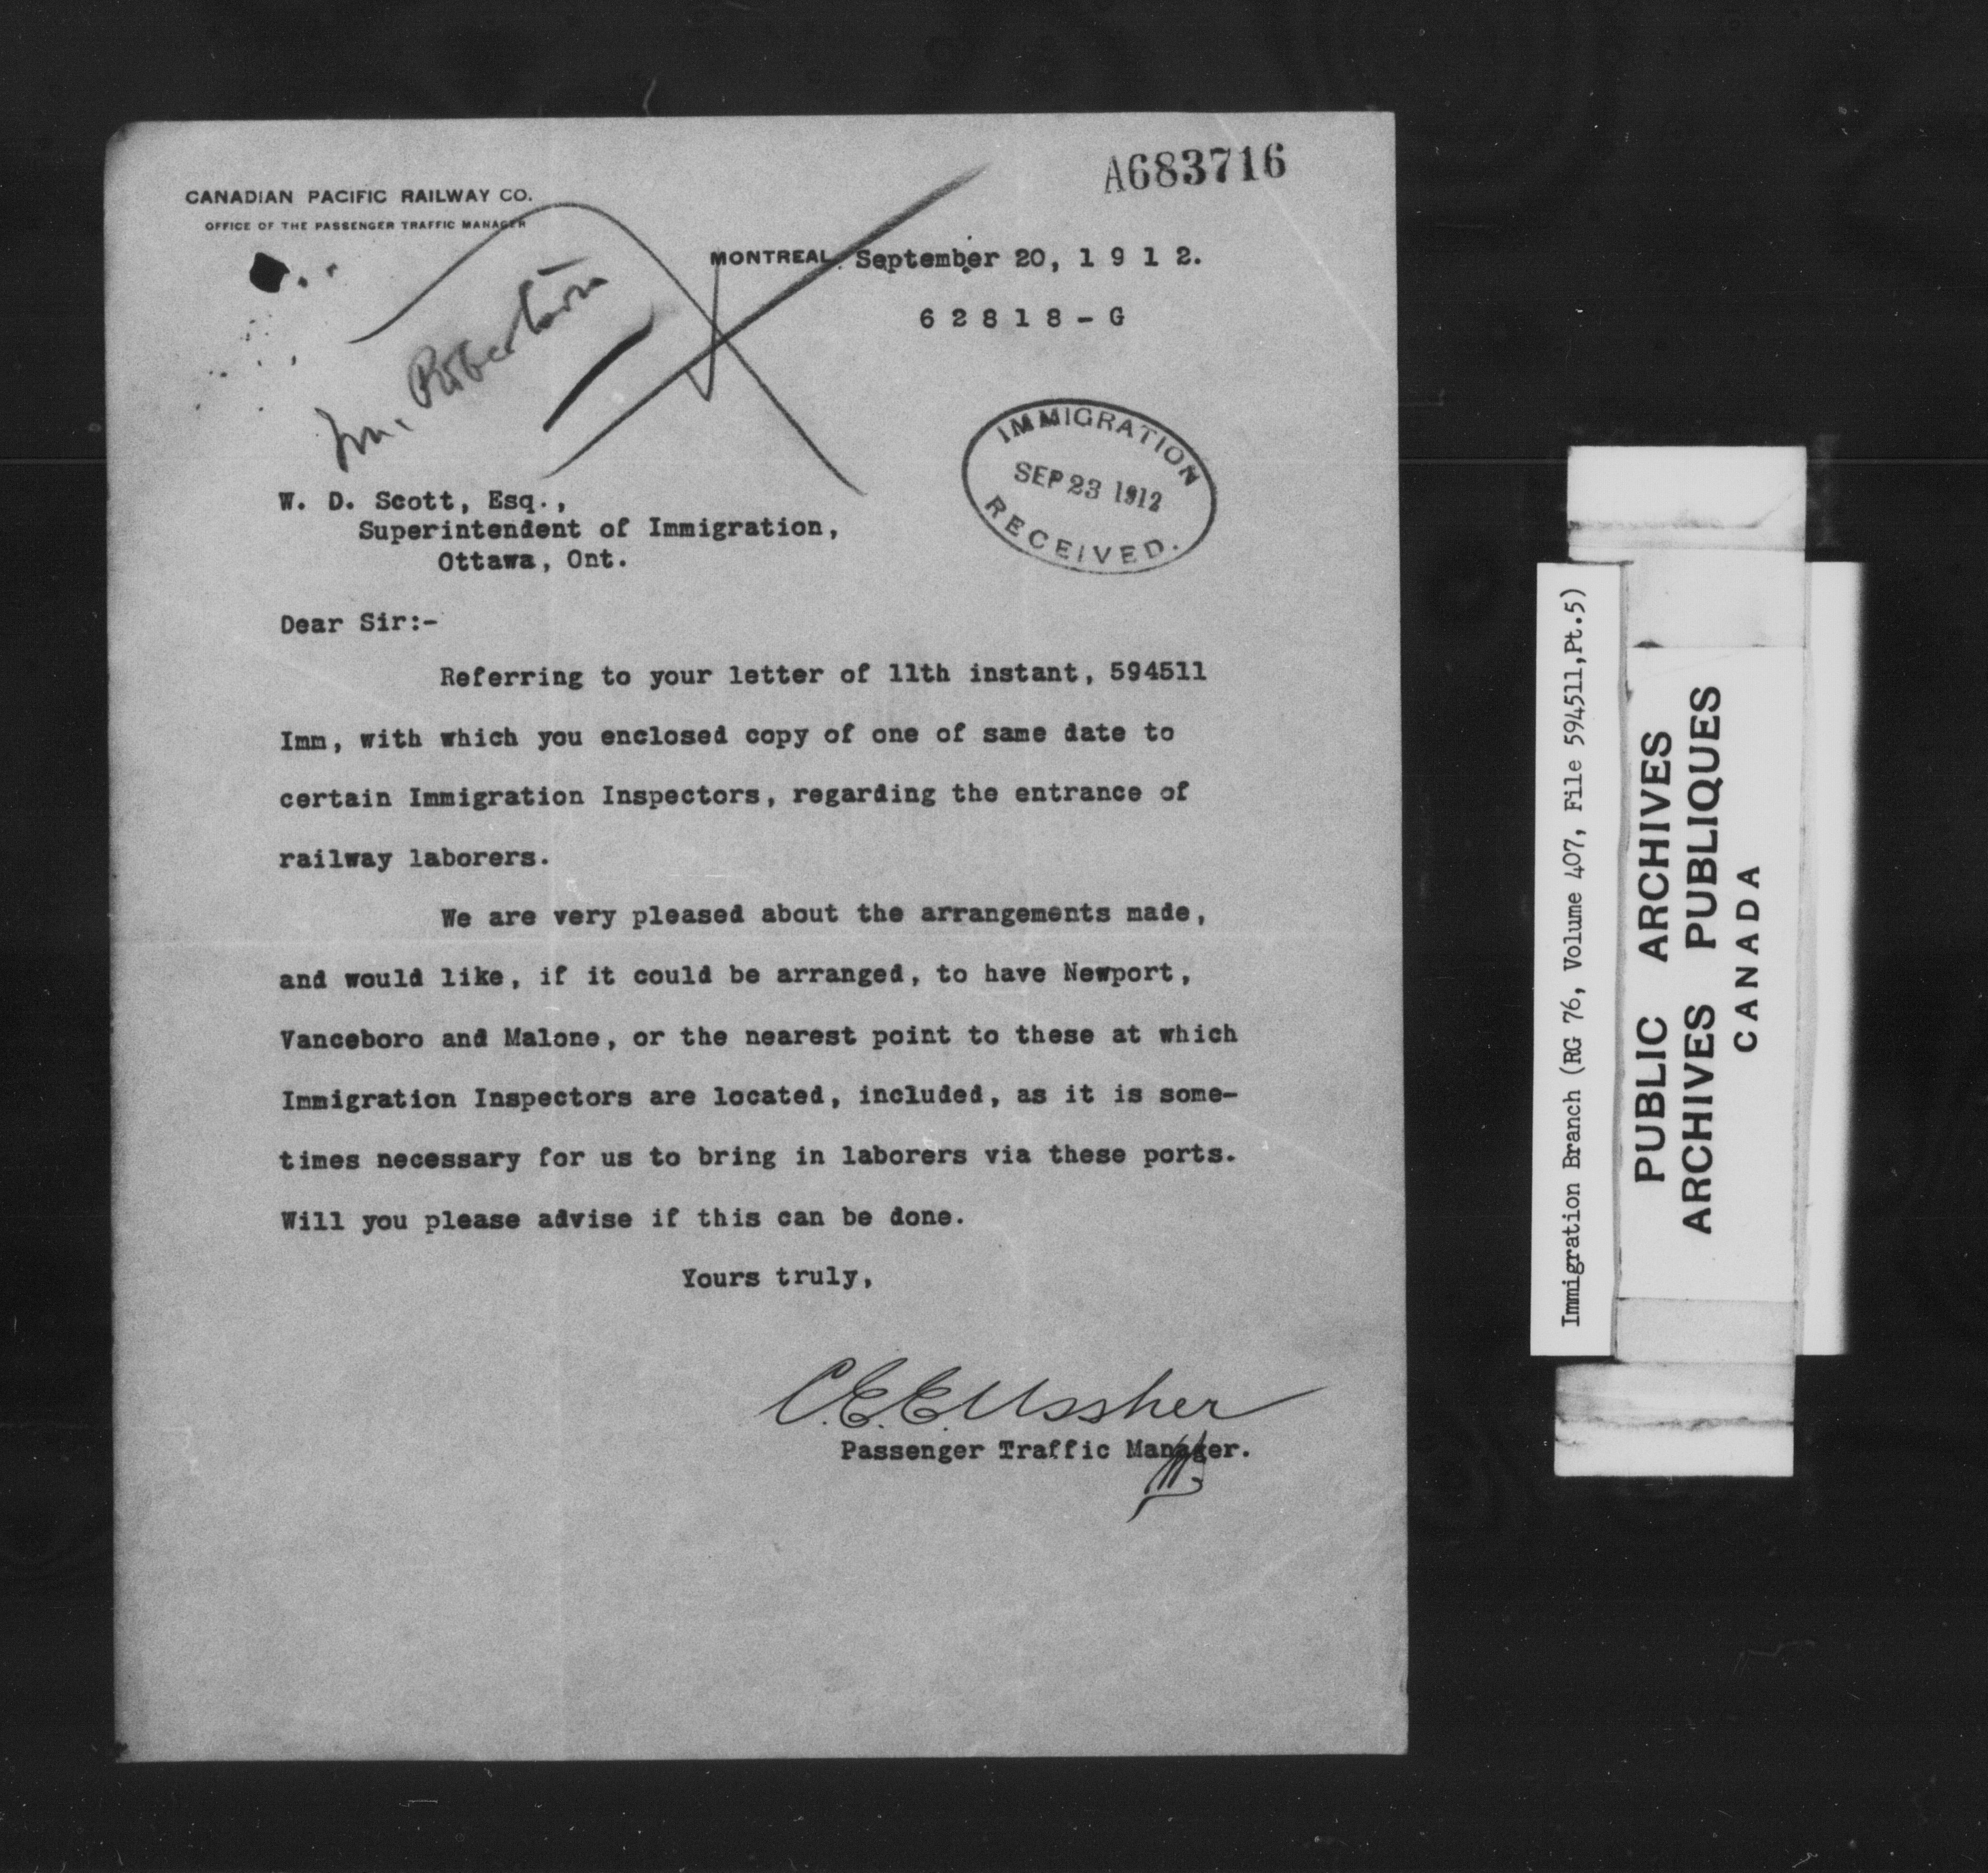 A683716
CANADIAN PACIFIC RAILWAY CO.
OFFICE OF THE PASSENGER TRAFFIC MANAGER
MONTREAL, September 20, 1 9 1 2.
6 2 8 1 8 - G
Robertson
IMMIGRATION
SEP 23 1912
RECEIVED.
W. D. Scott, Esq.,
Superintendent of Immigration,
Ottawa, Ont.
Dear Sir:-
Referring to your letter of 11th instant, 594511
Imm, with which you enclosed copy of one of same date to
certain Immigration Inspectors, regarding the entrance of
railway laborers.
We are very pleased about the arrangements made,
and would like, if it could be arranged, to have Newport,
Vanceboro and Malone, or the nearest point to these at which
Immigration Inspectors are located, included, as it is some-
times necessary for us to bring in laborers via these ports.
Will you please advise if this can be done.
Yours truly,
C.E.E. Ussher
Passenger Traffic Manager.
Immigration Branch (RG 76, Volume 407, File 594511,Pt.5)
PUBLIC ARCHIVES
ARCHIVES PUBLIQUES
CANADA